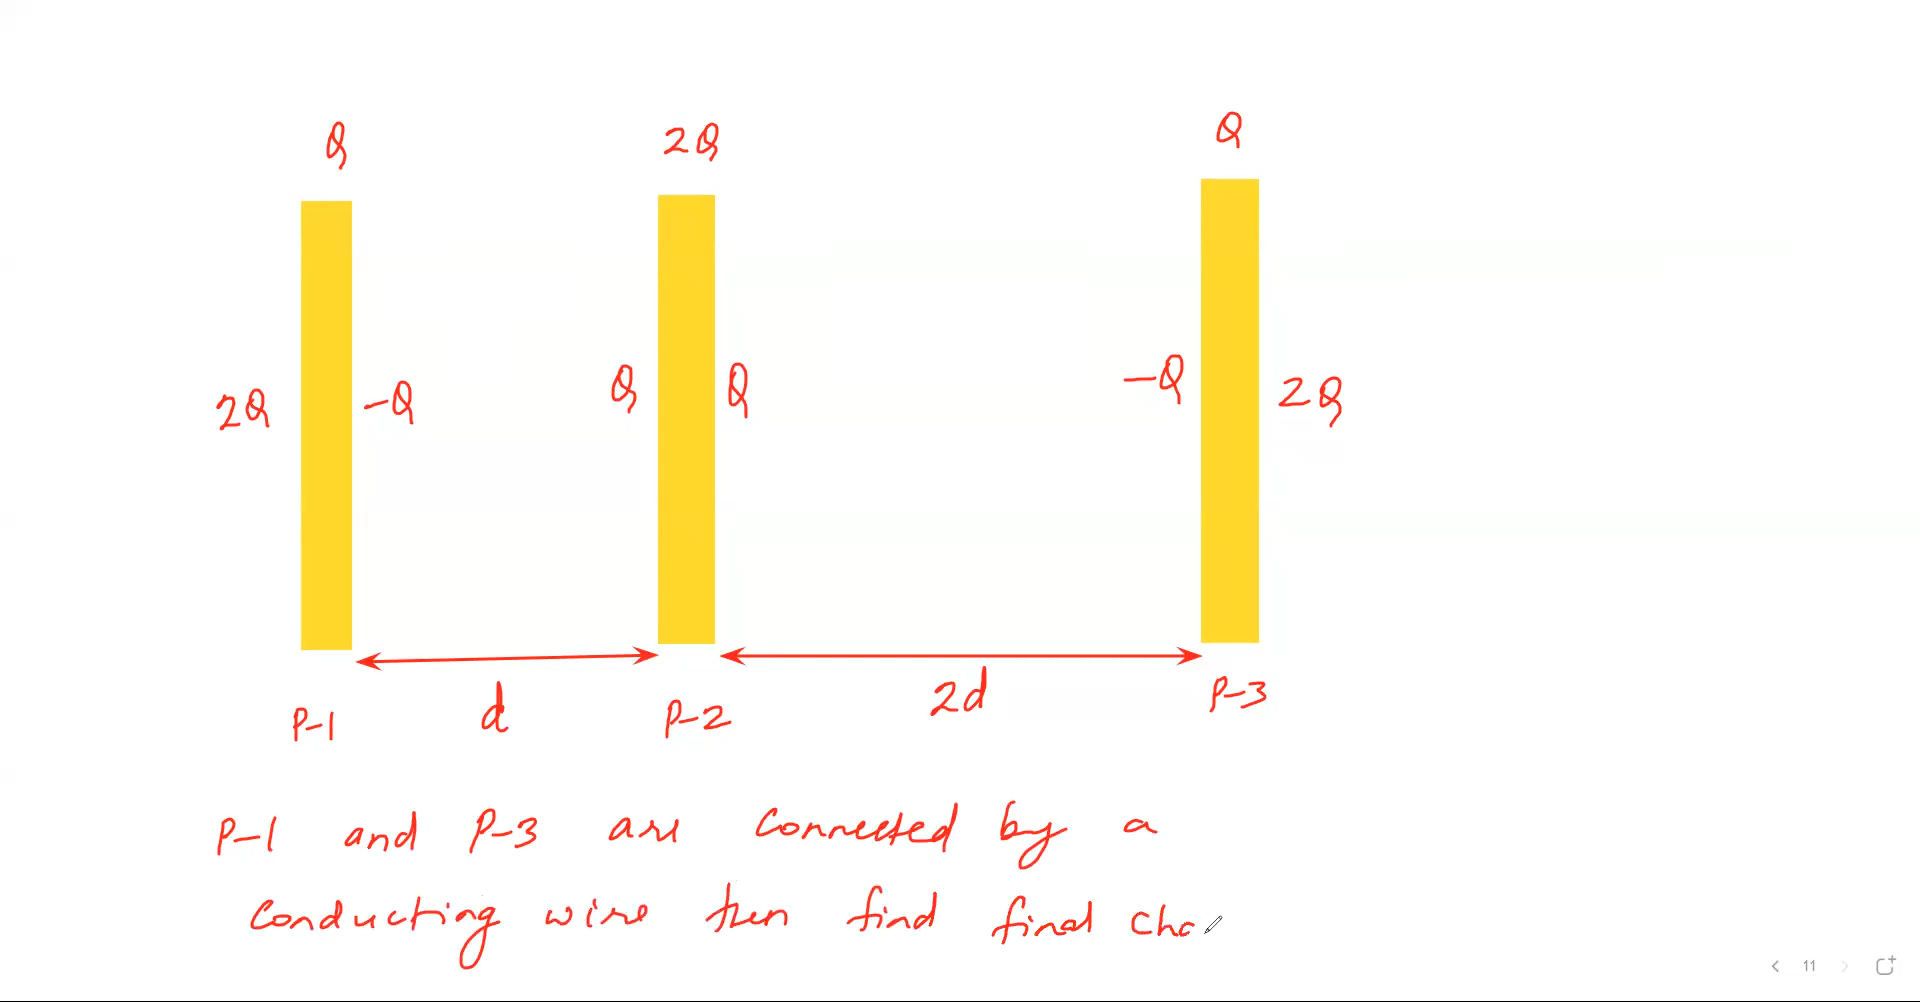 Q 2Q Q
2Q -Q Q Q -Q 2Q
d 2d
P-1 P-2 P-3
P-1 and P-3 are connected by a
conducting wire then find final cha
11